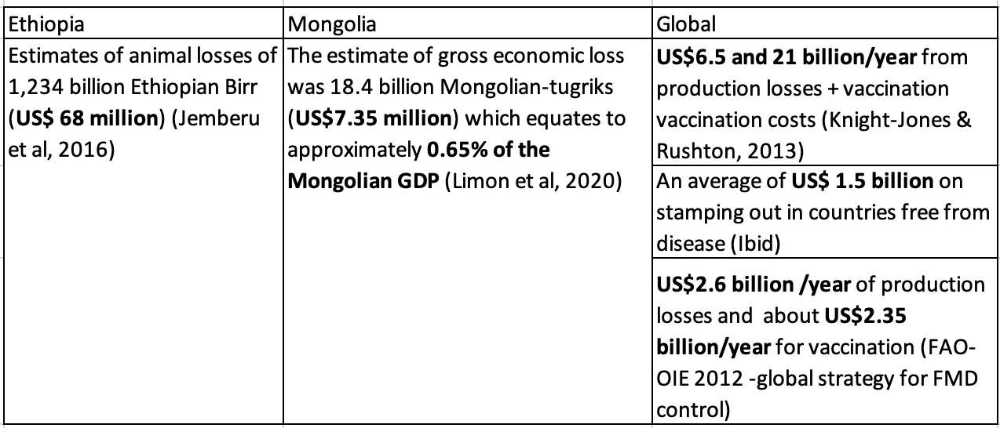 Ethiopia
Mongolia
Global
Estimates of animal losses of
1,234 billion Ethiopian Birr
(US$ 68 million) (Jemberu
et al, 2016)
The estimate of gross economic loss
was 18.4 billion Mongolian-tugriks
(US$7.35 million) which equates to
approximately 0.65% of the
Mongolian GDP (Limon et al, 2020)
US$6.5 and 21 billion/year from
production losses + vaccination
vaccination costs (Knight-Jones &
Rushton, 2013)
An average of US$ 1.5 billion on
stamping out in countries free from
disease (Ibid)
US$2.6 billion /year of production
losses and  about US$2.35
billion/year for vaccination (FAO-
OIE 2012 -global strategy for FMD
control)